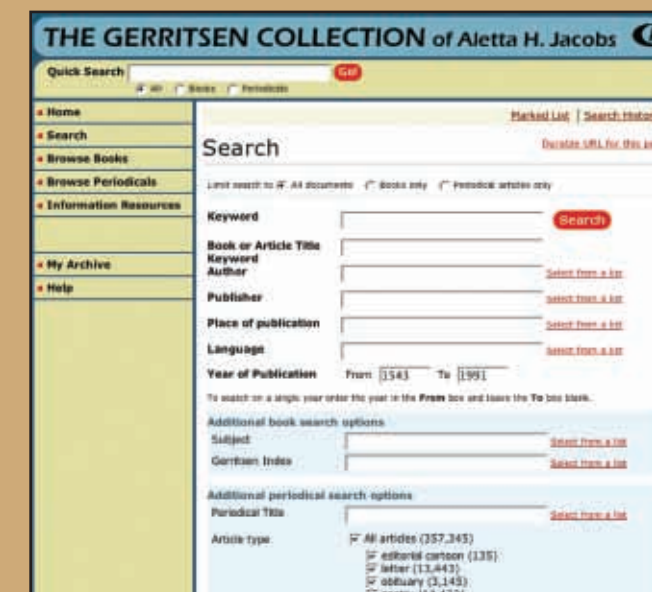 THE GERRITSEN COLLECTION of Aletta H. Jacobs
Quick Search Go!
All Books Periodicals
Home
Search
Browse Books
Browse Periodicals
Information Resources
My Archive
Help
Marked List | Search Histo
Durable URL for this pa
Search
Limit search to All documents Books only Periodical articles only
Keyword Search
Book or Article Title
Keyword
Author Select from a list
Publisher Select from a list
Place of publication Select from a list
Language Select from a list
Year of Publication From 1543 To 1991
To search on a single year enter the year in the From box and leave the To box blank.
Additional book search options
Subject Select from a list
Gerritsen Index Select from a list
Additional periodical search options
Periodical Title Select from a list
Article type All articles (357,345)
editorial cartoon (135)
letter (13,443)
obituary (3,145)